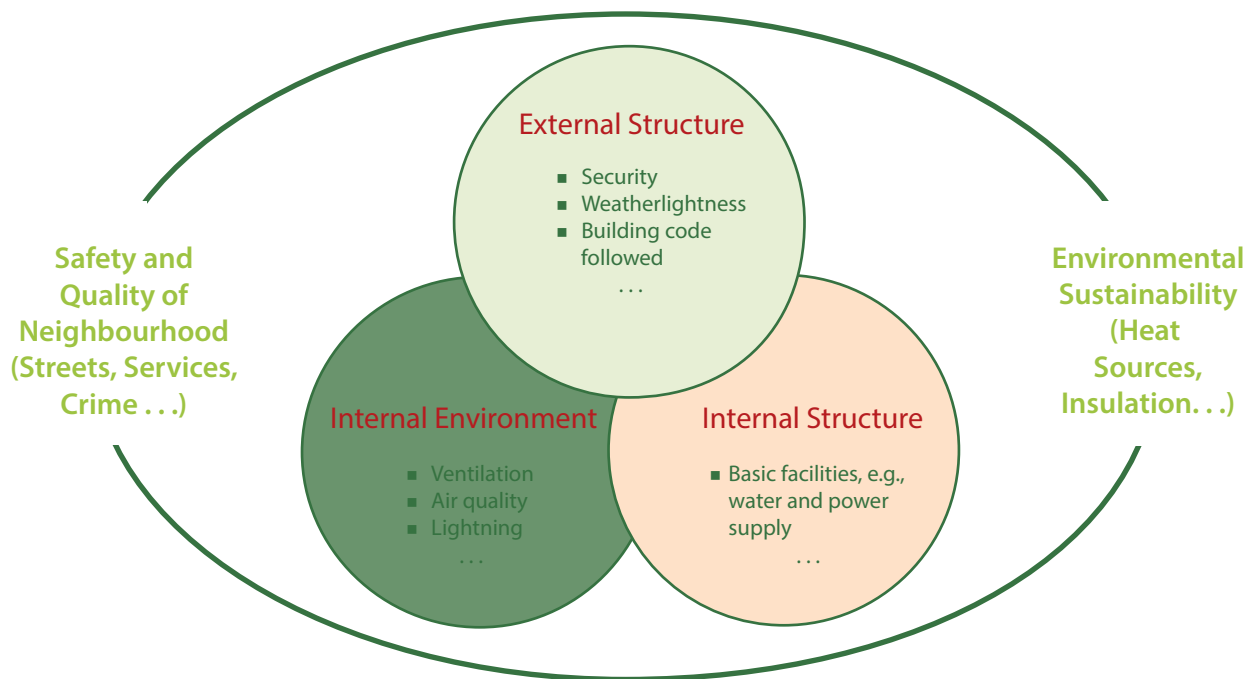 External Structure
▪ Security
▪ Weatherlightness
▪ Building code
followed
. . .
Safety and
Quality of
Neighbourhood
(Streets, Services,
Crime . . .)
Environmental
Sustainability
(Heat
Sources,
Insulation. . .)
Internal Environment
▪ Ventilation
▪ Air quality
▪ Lightning
. . .
Internal Structure
▪ Basic facilities, e.g.,
water and power
supply
. . .